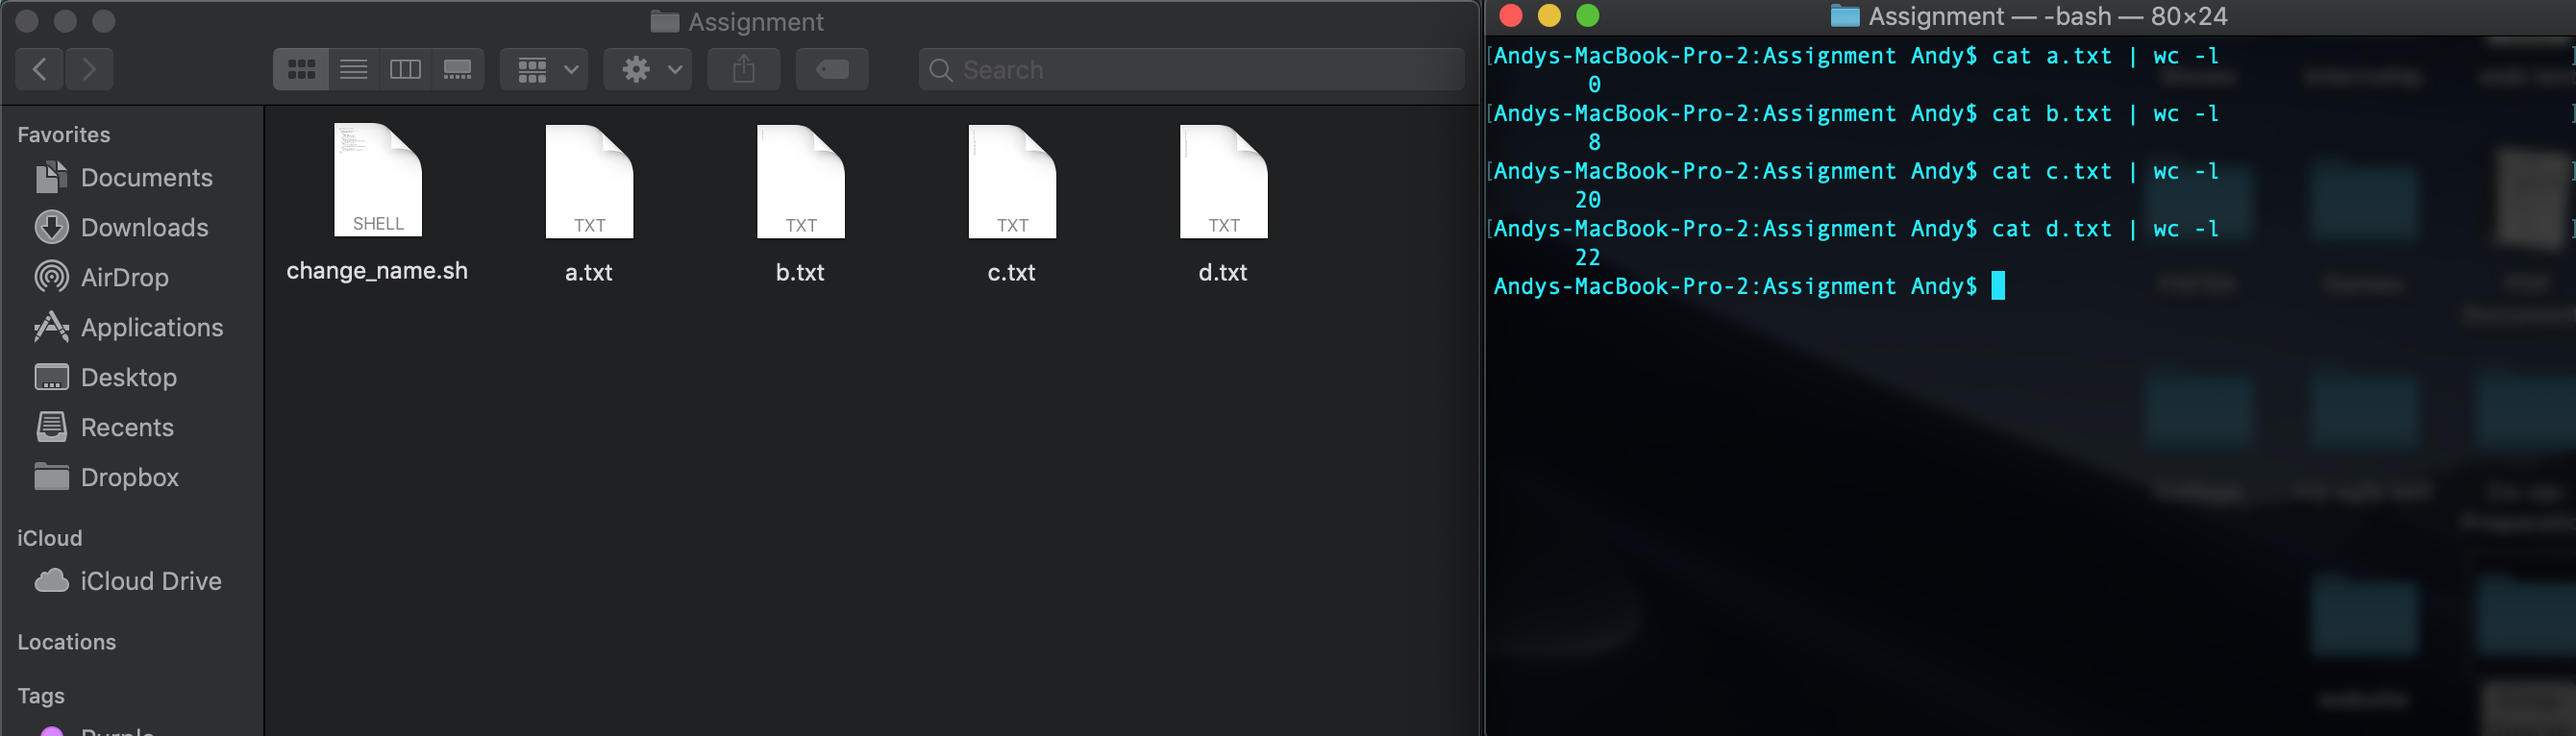 Assignment
Search
Favorites
Documents
Downloads
AirDrop
Applications
Desktop
Recents
Dropbox
iCloud
iCloud Drive
Locations
Tags
Purple
SHELL
TXT
TXT
TXT
TXT
change_name.sh
a.txt
b.txt
c.txt
d.txt
Assignment — -bash — 80×24
[Andys-MacBook-Pro-2:Assignment Andy$ cat a.txt | wc -l ]
0
[Andys-MacBook-Pro-2:Assignment Andy$ cat b.txt | wc -l ]
8
[Andys-MacBook-Pro-2:Assignment Andy$ cat c.txt | wc -l ]
20
[Andys-MacBook-Pro-2:Assignment Andy$ cat d.txt | wc -l ]
22
Andys-MacBook-Pro-2:Assignment Andy$